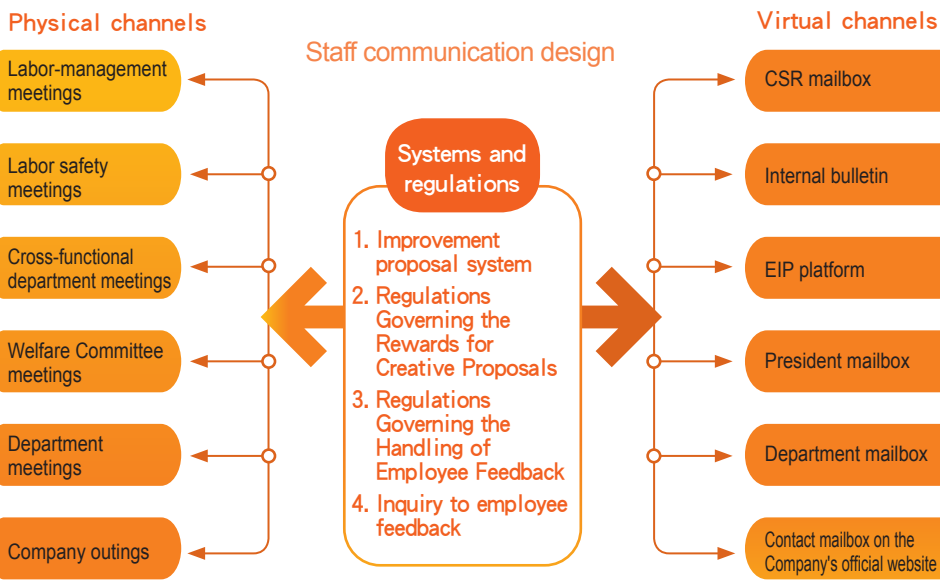 Physical channels
Staff communication design
Virtual channels
Labor-management
meetings
Labor safety
meetings
Cross-functional
department meetings
Welfare Committee
meetings
Department
meetings
Company outings
Systems and
regulations
1. Improvement
proposal system
2. Regulations
Governing the
Rewards for
Creative Proposals
3. Regulations
Governing the
Handling of
Employee Feedback
4. Inquiry to employee
feedback
CSR mailbox
Internal bulletin
EIP platform
President mailbox
Department mailbox
Contact mailbox on the
Company's official website